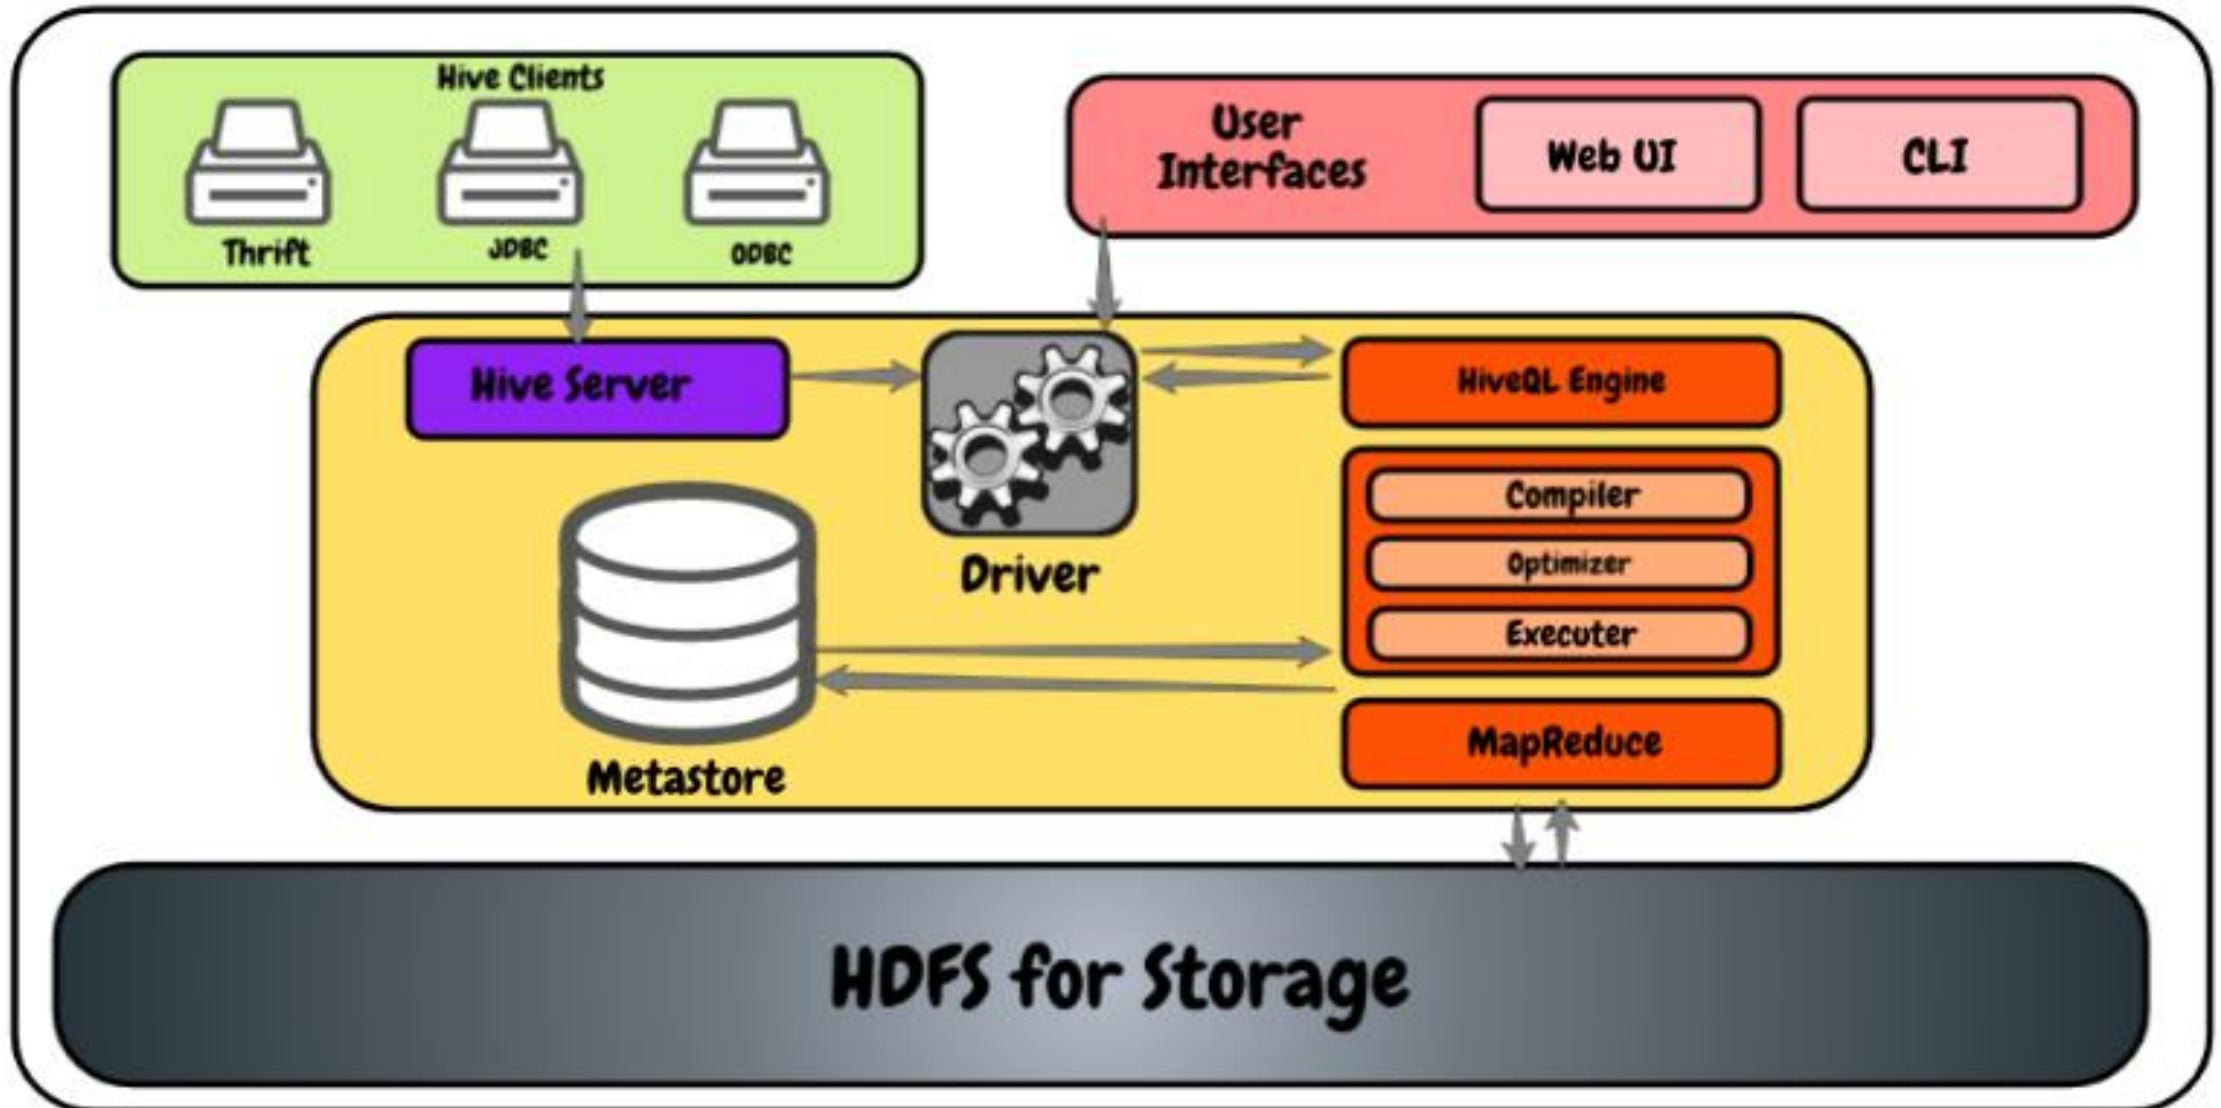 Hive Clients
Thrift
JDBC
ODBC
User
Interfaces
Web UI
CLI
Hive Server
Driver
HiveQL Engine
Compiler
Optimizer
Executer
Metastore
MapReduce
HDFS for Storage